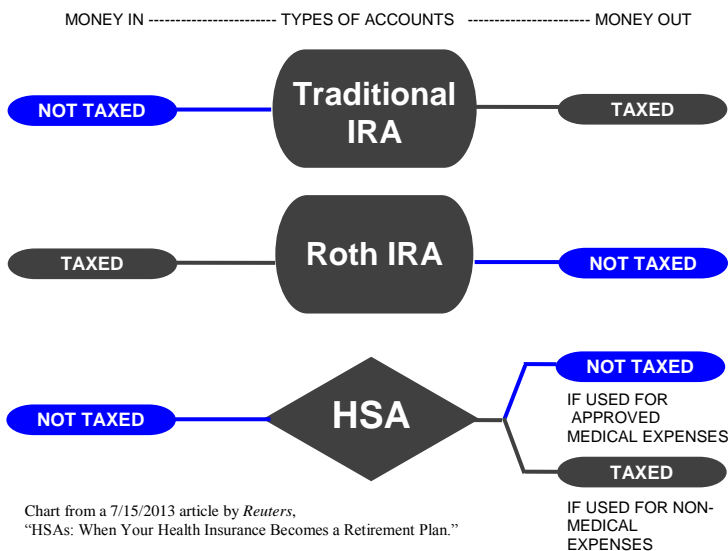 MONEY IN ----------------------- TYPES OF ACCOUNTS ---------------------- MONEY OUT
Traditional
IRA
NOT TAXED
TAXED
Roth IRA
TAXED
NOT TAXED
HSA
NOT TAXED
NOT TAXED
IF USED FOR
APPROVED
MEDICAL EXPENSES
TAXED
IF USED FOR NON-
MEDICAL
EXPENSES
Chart from a 7/15/2013 article by Reuters,
“HSAs: When Your Health Insurance Becomes a Retirement Plan.”